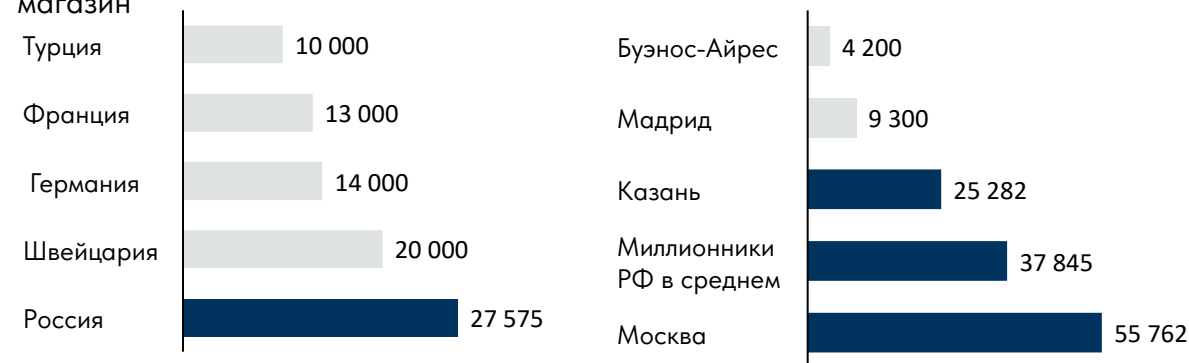 магазин
Турция 10 000
Франция 13 000
Германия 14 000
Швейцария 20 000
Россия 27 575
Буэнос-Айрес 4 200
Мадрид 9 300
Казань 25 282
Миллионники
РФ в среднем 37 845
Москва 55 762